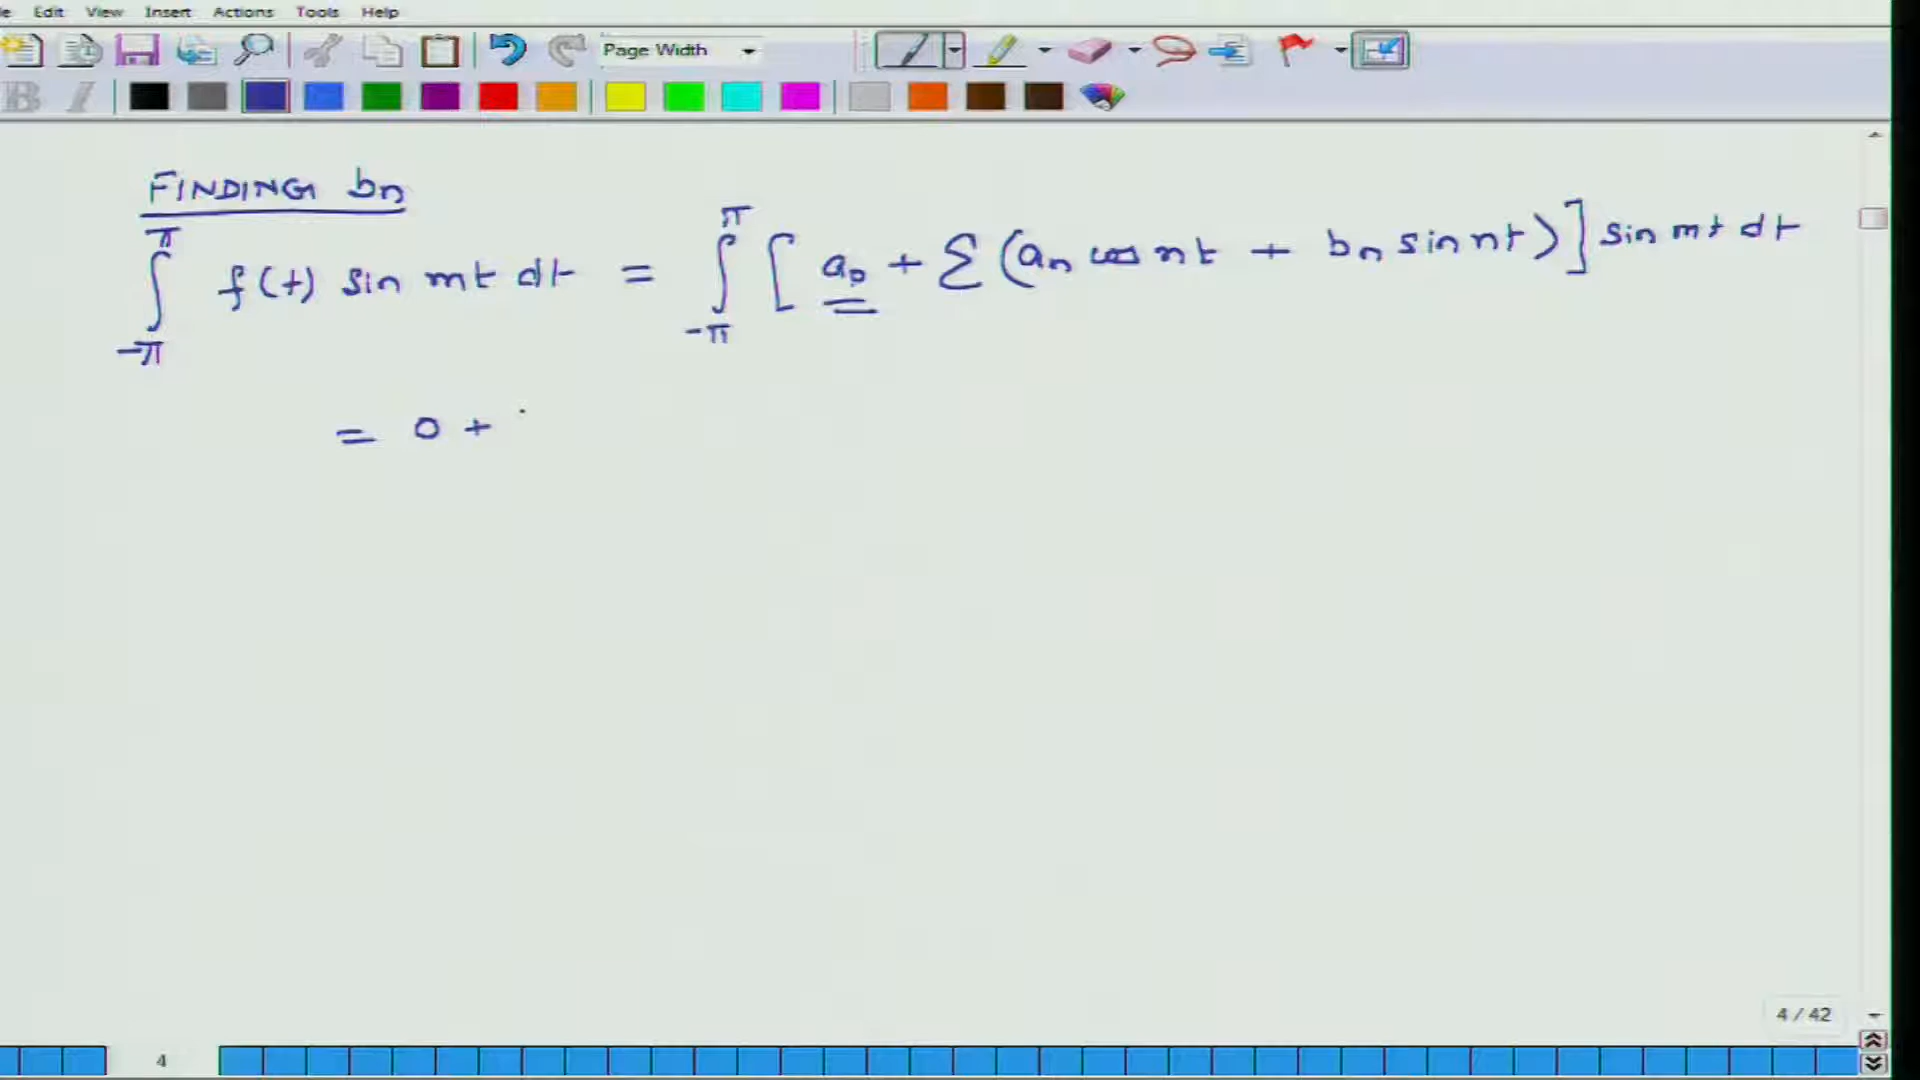 Edit View Insert Actions Tools Help
Page Width
B I
FINDING bn
π
∫ f(t) sin mt dt = ∫ [ a0 + Σ (an cos nt + bn sin nt) ] sin mt dt
-π
π
-π
= 0 +
4 / 42
4